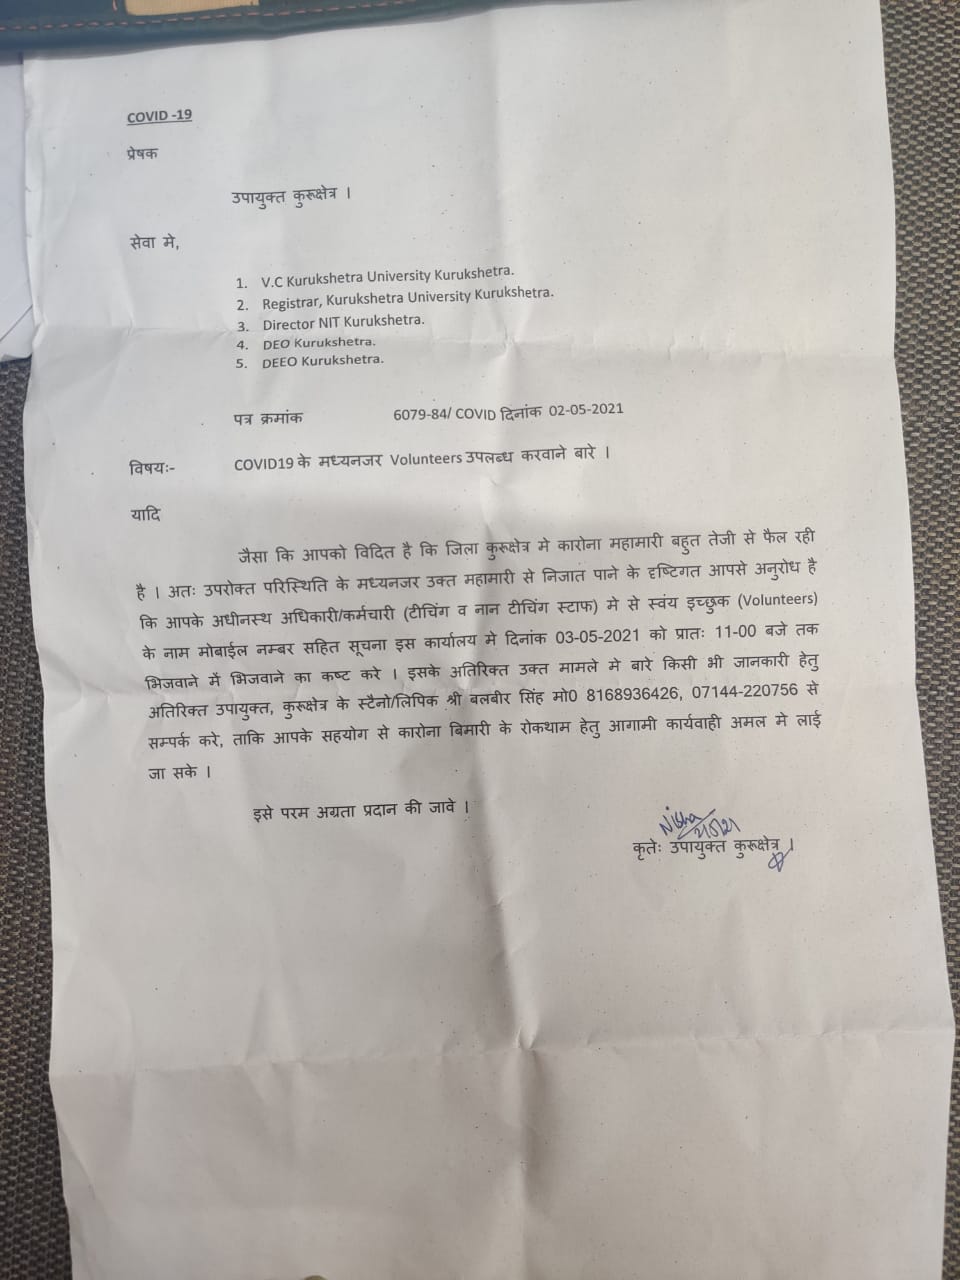 COVID -19
प्रेषक
उपायुक्त कुरूक्षेत्र ।
सेवा मे,
1. V.C Kurukshetra University Kurukshetra.
2. Registrar, Kurukshetra University Kurukshetra.
3. Director NIT Kurukshetra.
4. DEO Kurukshetra.
5. DEEO Kurukshetra.
पत्र क्रमांक 6079-84/ COVID दिनांक 02-05-2021
विषयः- COVID19 के मध्यनजर Volunteers उपलब्ध करवाने बारे ।
यादि
जैसा कि आपको विदित है कि जिला कुरूक्षेत्र मे कारोना महामारी बहुत तेजी से फैल रही
है । अतः उपरोक्त परिस्थिति के मध्यनजर उक्त महामारी से निजात पाने के दृष्टिगत आपसे अनुरोध है
कि आपके अधीनस्थ अधिकारी/कर्मचारी (टीचिंग व नान टीचिंग स्टाफ) मे से स्वंय इच्छुक (Volunteers)
के नाम मोबाईल नम्बर सहित सूचना इस कार्यालय मे दिनांक 03-05-2021 को प्रातः 11-00 बजे तक
भिजवाने में भिजवाने का कष्ट करे । इसके अतिरिक्त उक्त मामले मे बारे किसी भी जानकारी हेतु
अतिरिक्त उपायुक्त, कुरूक्षेत्र के स्टैनो/लिपिक श्री बलबीर सिंह मो0 8168936426, 07144-220756 से
सम्पर्क करे, ताकि आपके सहयोग से कारोना बिमारी के रोकथाम हेतु आगामी कार्यवाही अमल मे लाई
जा सके ।
इसे परम अग्रता प्रदान की जावे ।
Nisha
कृतेः उपायुक्त कुरूक्षेत्र ।